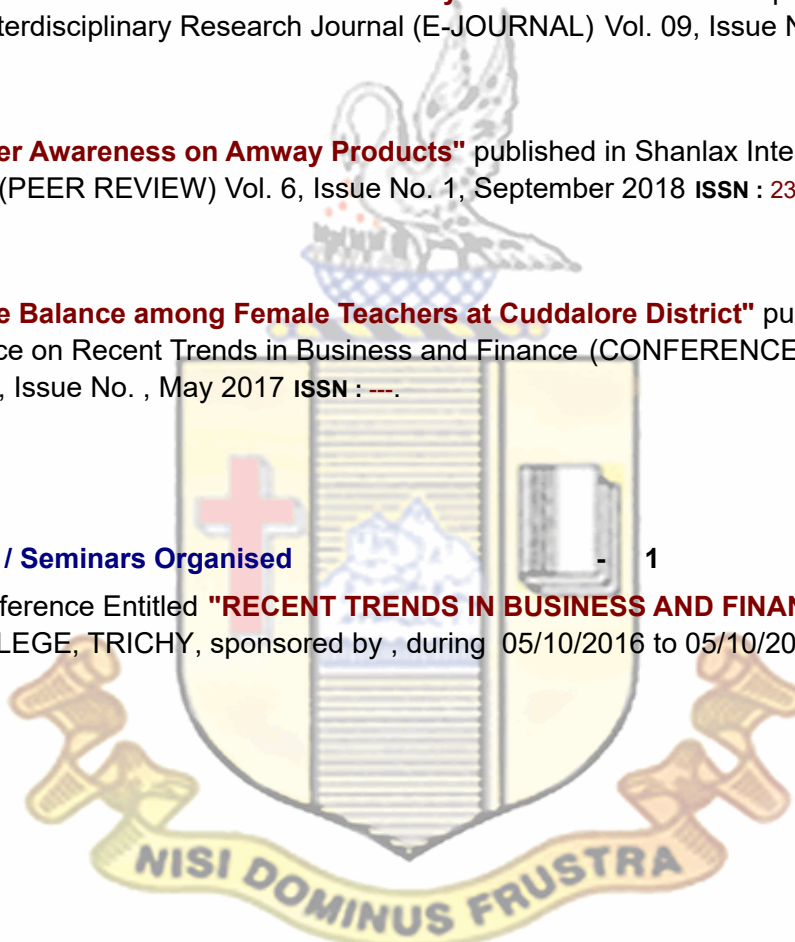 terdisciplinary Research Journal (E-JOURNAL) Vol. 09, Issue N
er Awareness on Amway Products" published in Shanlax Inte
(PEER REVIEW) Vol. 6, Issue No. 1, September 2018 ISSN : 23
e Balance among Female Teachers at Cuddalore District" pu
ce on Recent Trends in Business and Finance (CONFERENCE
, Issue No. , May 2017 ISSN : ---.
/ Seminars Organised - 1
ference Entitled "RECENT TRENDS IN BUSINESS AND FINAN
LEGE, TRICHY, sponsored by , during 05/10/2016 to 05/10/20
NISI DOMINUS FRUSTRA